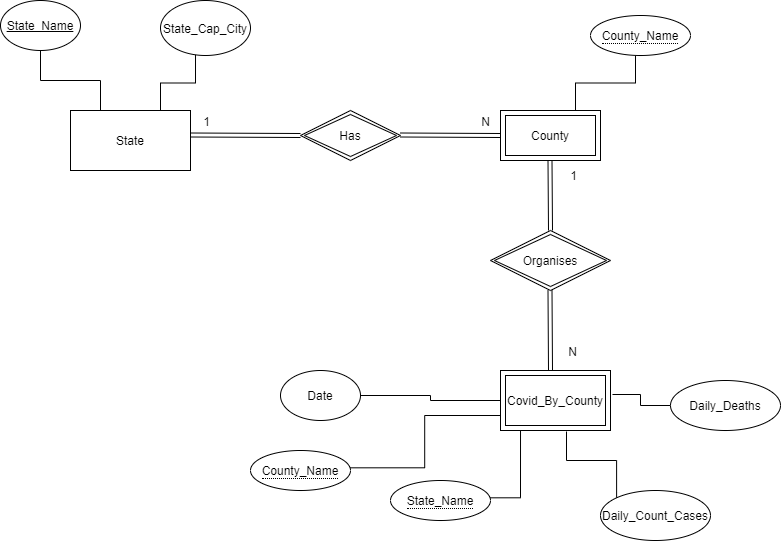 State_Name
State_Cap_City
County_Name
State
1
Has
N
County
1
Organises
N
Date
Covid_By_County
Daily_Deaths
County_Name
State_Name
Daily_Count_Cases